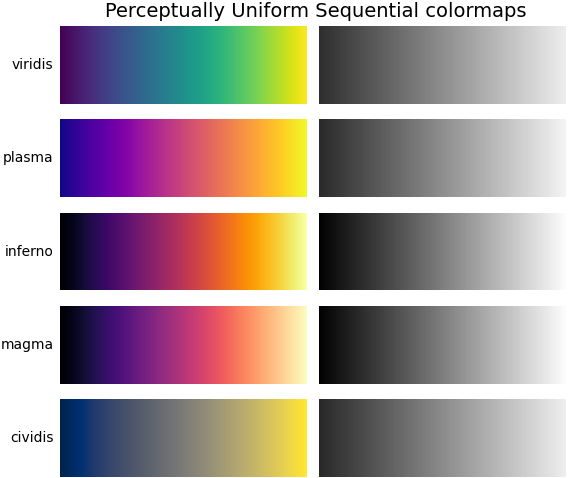 Perceptually Uniform Sequential colormaps
viridis
plasma
inferno
magma
cividis